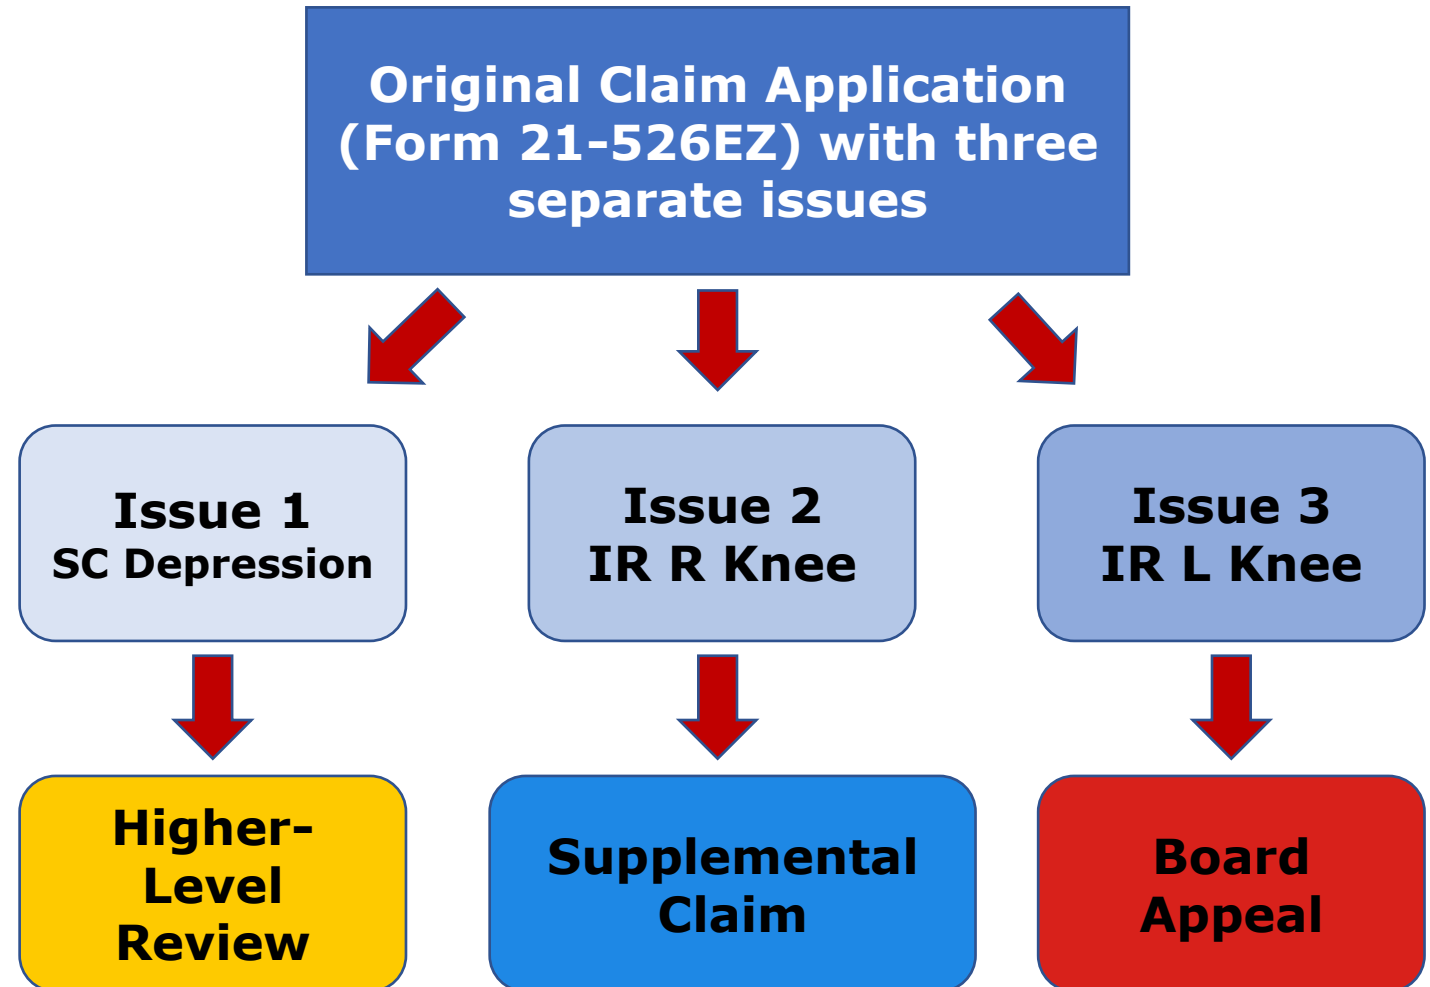 Original Claim Application
(Form 21-526EZ) with three
separate issues
Issue 1
SC Depression
Issue 2
IR R Knee
Issue 3
IR L Knee
Higher-
Level
Review
Supplemental
Claim
Board
Appeal